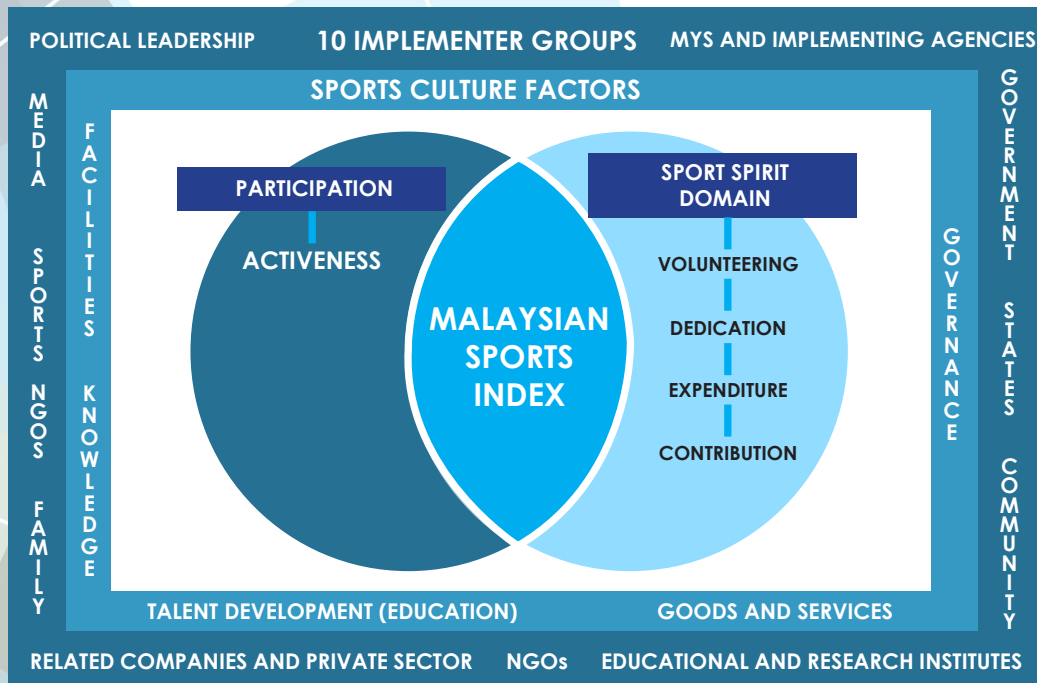 POLITICAL LEADERSHIP
10 IMPLEMENTER GROUPS
MYS AND IMPLEMENTING AGENCIES
SPORTS CULTURE FACTORS
MEDIA
SPORTS NGOS
FAMILY
FACILITIES
KNOWLEDGE
PARTICIPATION
ACTIVENESS
MALAYSIAN
SPORTS
INDEX
SPORT SPIRIT
DOMAIN
VOLUNTEERING
DEDICATION
EXPENDITURE
CONTRIBUTION
GOVERNANCE
GOVERNMENT
STATES
COMMUNITY
TALENT DEVELOPMENT (EDUCATION)
GOODS AND SERVICES
RELATED COMPANIES AND PRIVATE SECTOR
NGOs
EDUCATIONAL AND RESEARCH INSTITUTES